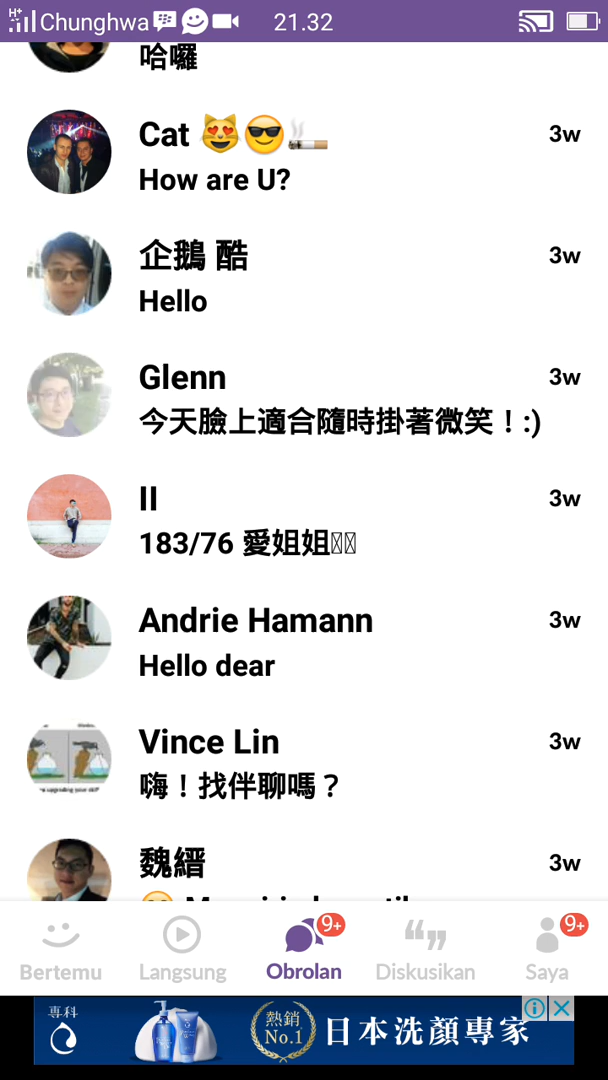 Chunghwa 21.32
哈囉
Cat 3w
How are U?
企鵝 酷 3w
Hello
Glenn 3w
今天臉上適合隨時掛著微笑！:)
II 3w
183/76 愛姐姐
Andrie Hamann 3w
Hello dear
Vince Lin 3w
嗨！找伴聊嗎？
魏縉 3w
9+ 9+
Bertemu Langsung Obrolan Diskusikan Saya
専科
熱銷
No.1
日本洗顏專家